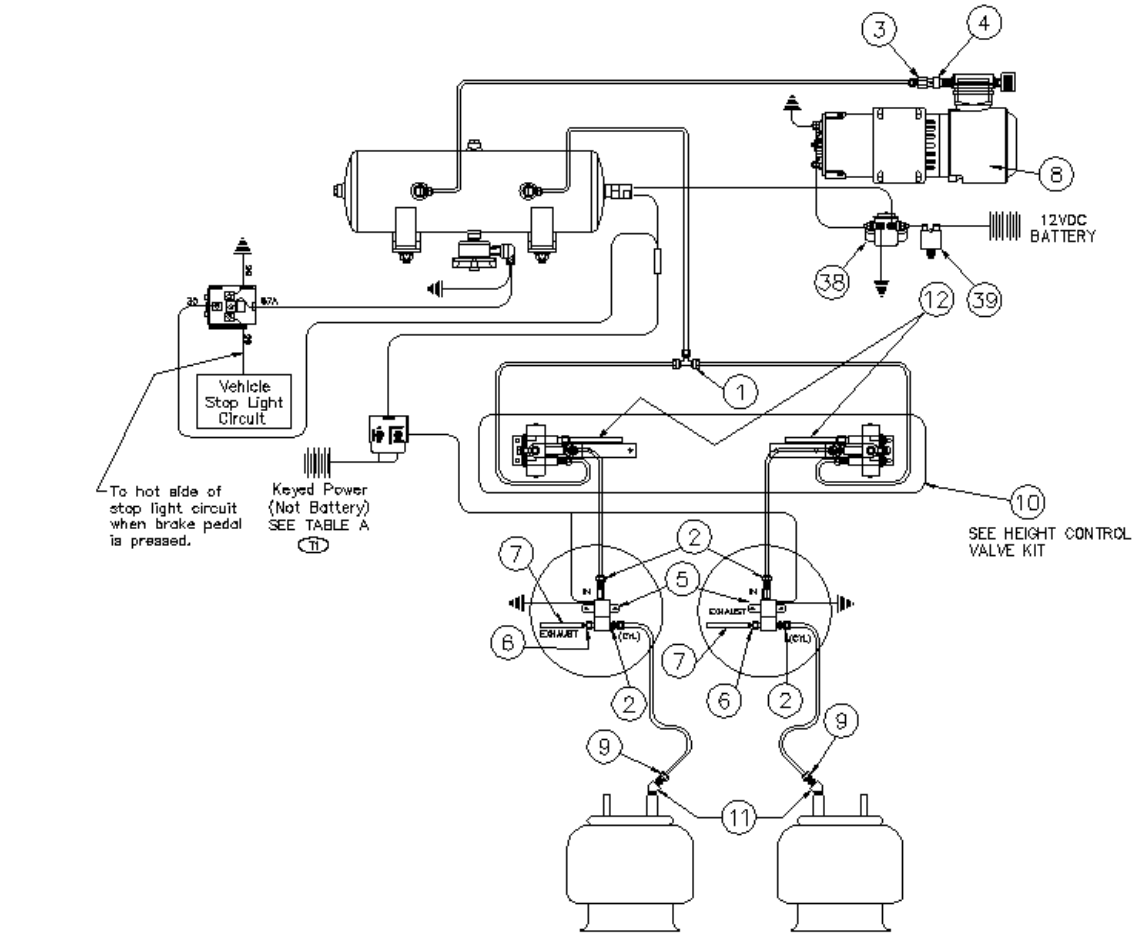 3
4
8
12VDC
BATTERY
38
39
12
86
30
87A
85
1
Vehicle
Stop Light
Circuit
To hot side of
stop light circuit
when brake pedal
is pressed.
Keyed Power
(Not Battery)
SEE TABLE A
T1
10
SEE HEIGHT CONTROL
VALVE KIT
2
7
5
IN
IN
EXHAUST
EXHAUST
(CYL)
(CYL)
6
7
6
2
2
9
9
11